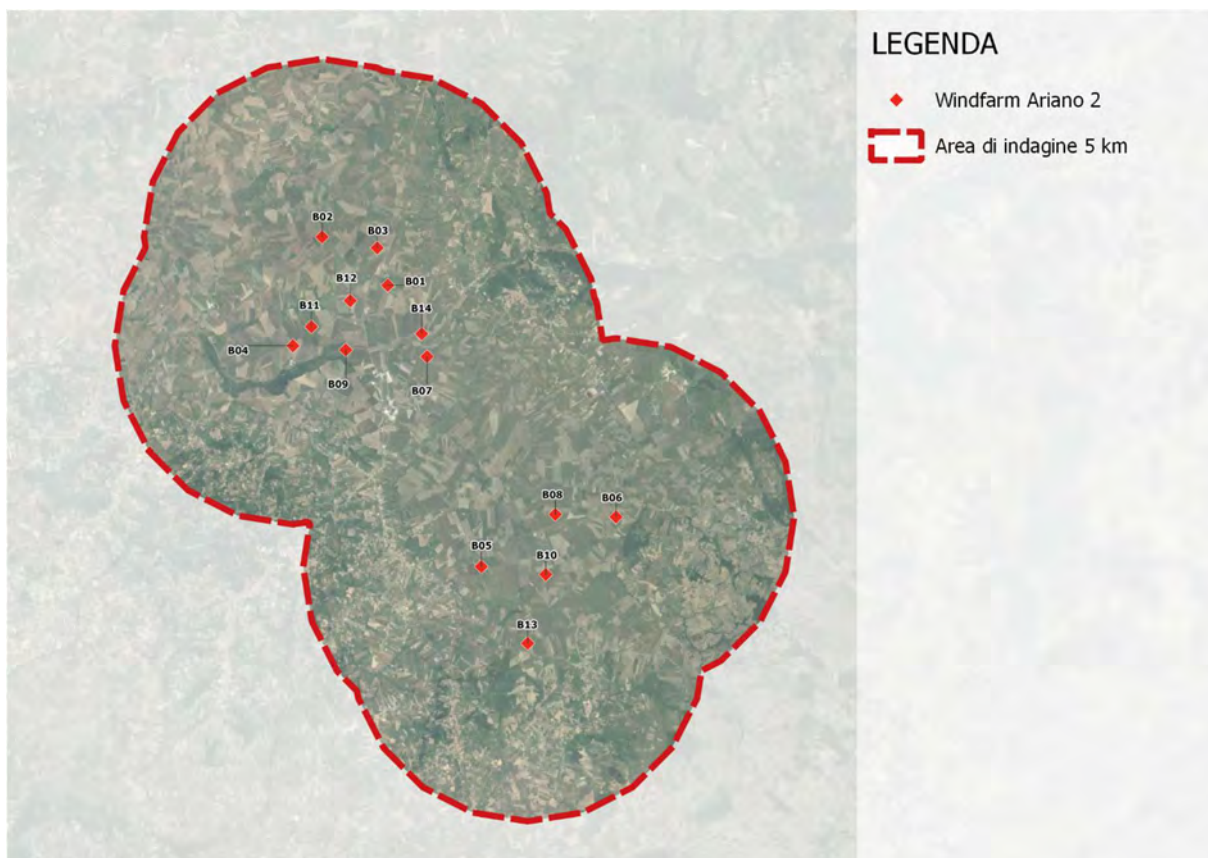 LEGENDA
Windfarm Ariano 2
Area di indagine 5 km
B02
B03
B12
B01
B11
B14
B04
B09
B07
B08
B06
B05
B10
B13